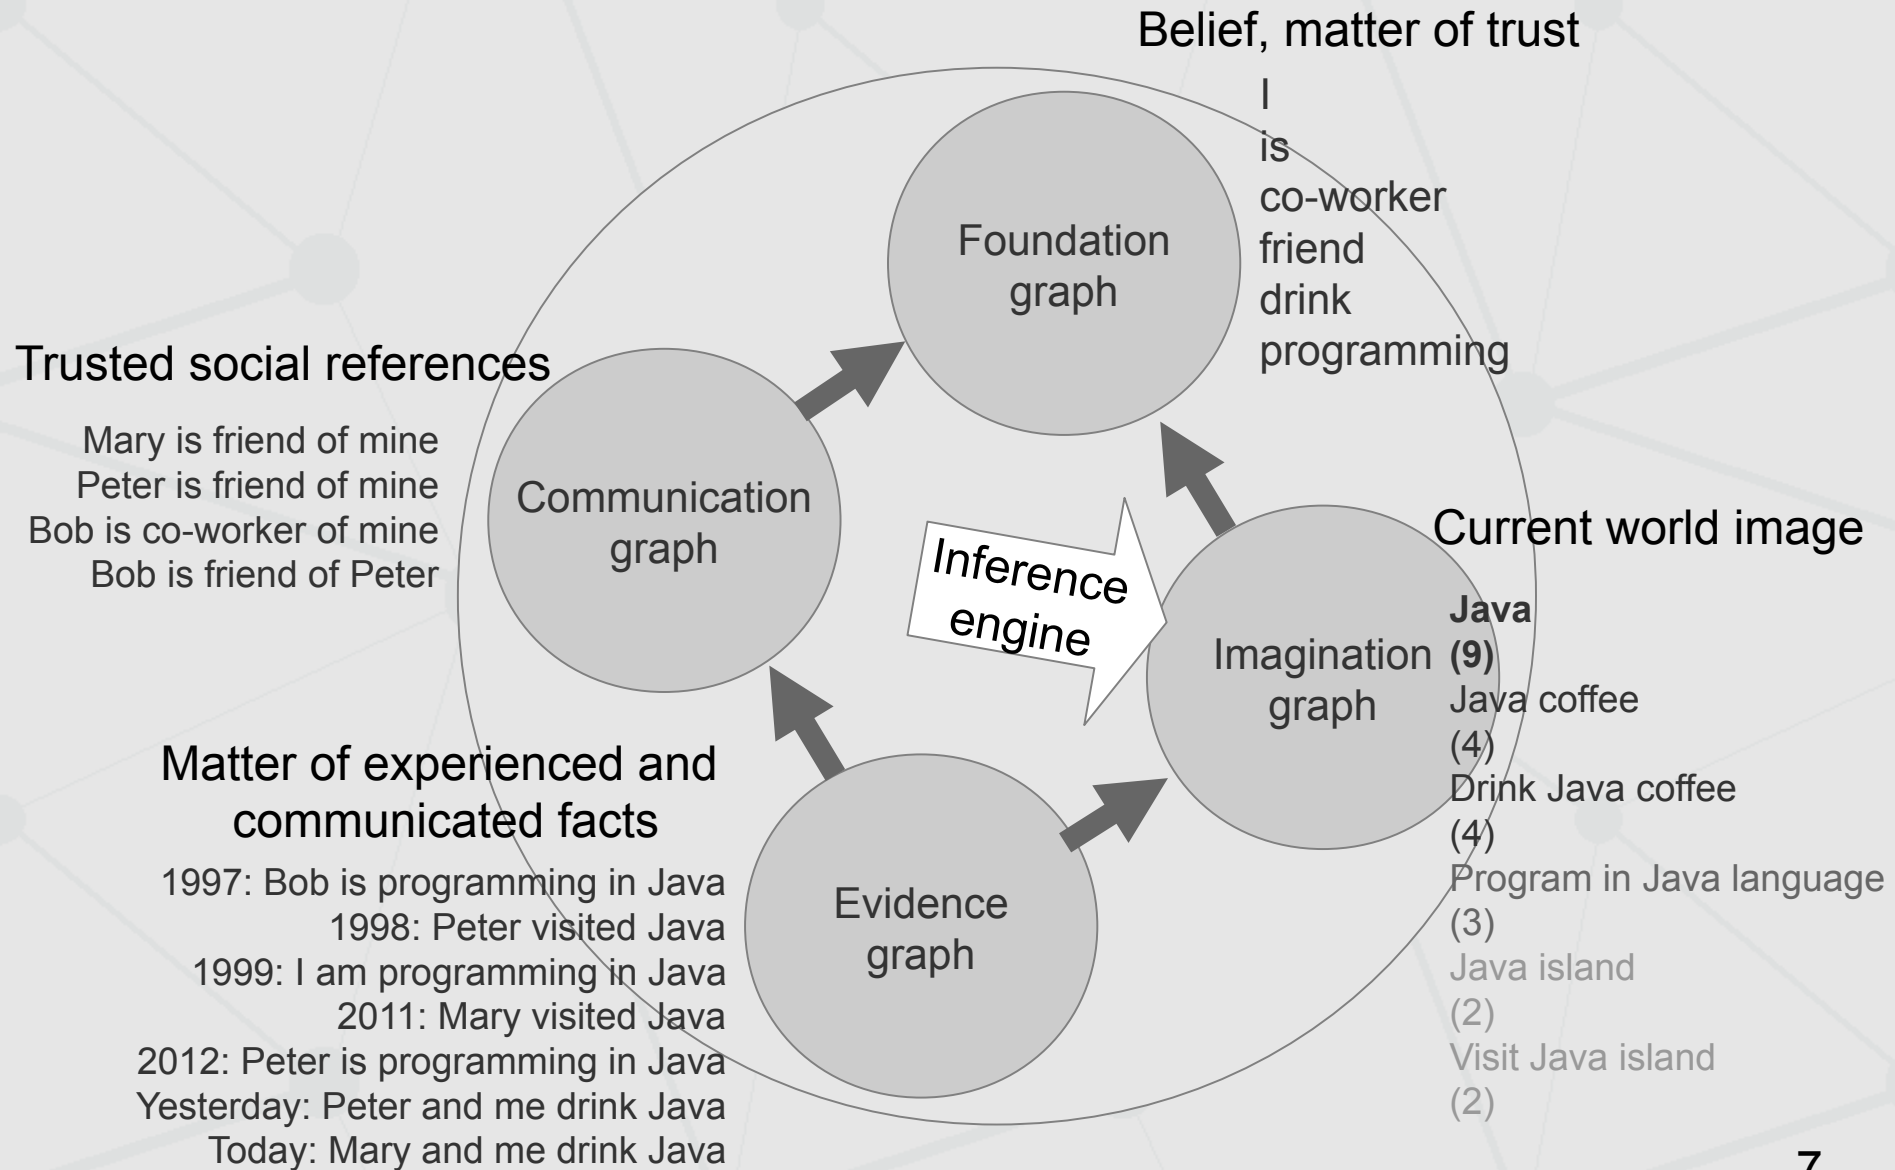 Belief, matter of trust
I
is
co-worker
friend
drink
programming
Foundation
graph
Trusted social references
Mary is friend of mine
Peter is friend of mine
Bob is co-worker of mine
Bob is friend of Peter
Communication
graph
Inference
engine
Current world image
Imagination
graph
Java
(9)
Java coffee
(4)
Drink Java coffee
(4)
Program in Java language
(3)
Java island
(2)
Visit Java island
(2)
Matter of experienced and
communicated facts
1997: Bob is programming in Java
1998: Peter visited Java
1999: I am programming in Java
2011: Mary visited Java
2012: Peter is programming in Java
Yesterday: Peter and me drink Java
Today: Mary and me drink Java
Evidence
graph
7